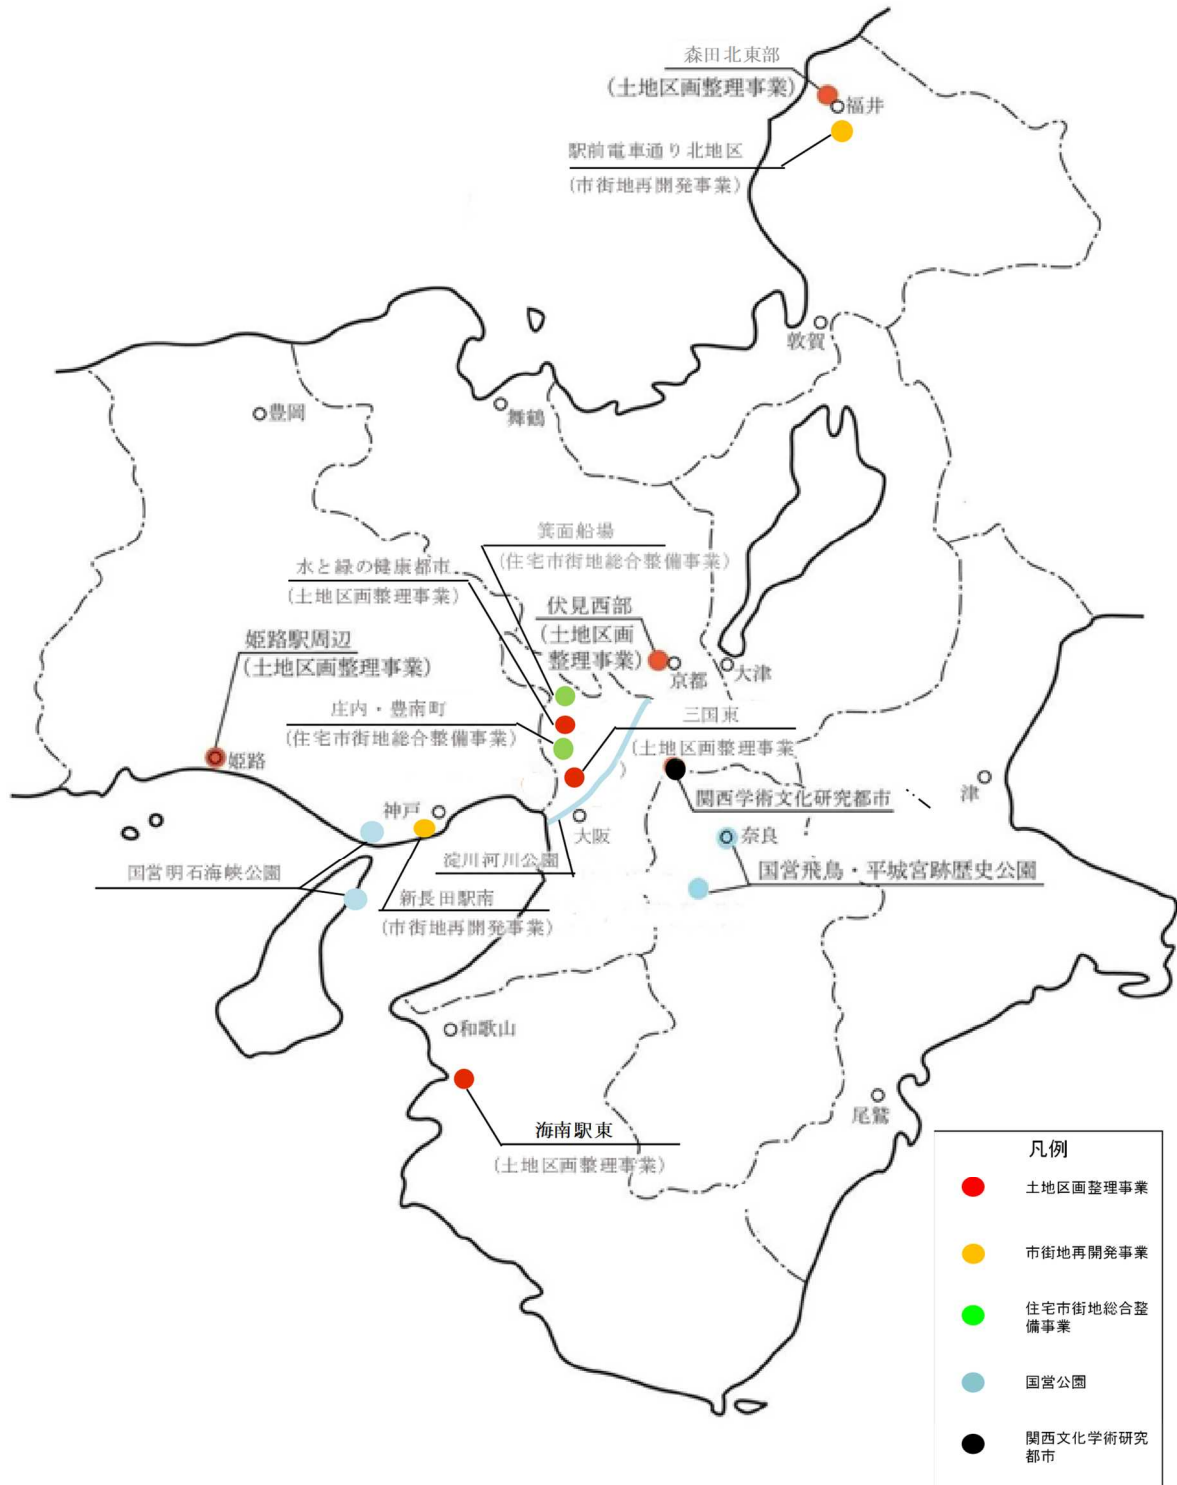 森田北東部
(土地区画整理事業)
福井
駅前電車通り北地区
(市街地再開発事業)
敦賀
豊岡
舞鶴
箕面船場
(住宅市街地総合整備事業)
水と緑の健康都市
(土地区画整理事業)
伏見西部
(土地区画
整理事業)
京都
大津
姫路駅周辺
(土地区画整理事業)
姫路
庄内・豊南町
(住宅市街地総合整備事業)
三国東
(土地区画整理事業
)
関西学術文化研究都市
津
神戸
大阪
奈良
淀川河川公園
国営飛鳥・平城宮跡歴史公園
国営明石海峡公園
新長田駅南
(市街地再開発事業)
和歌山
海南駅東
(土地区画整理事業)
尾鷲
凡例
土地区画整理事業
市街地再開発事業
住宅市街地総合整
備事業
国営公園
関西文化学術研究
都市